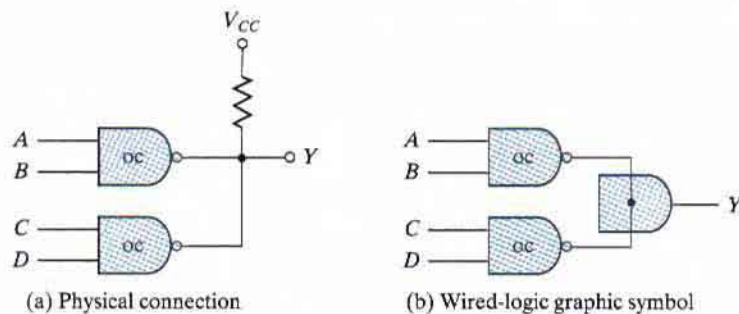 V_CC
A
B
OC
Y
C
D
OC
(a) Physical connection
A
B
OC
C
D
OC
Y
(b) Wired-logic graphic symbol